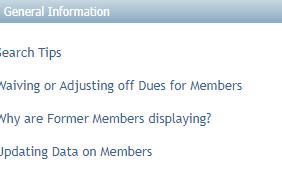 General Information
Search Tips
Waiving or Adjusting off Dues for Members
Why are Former Members displaying?
Updating Data on Members